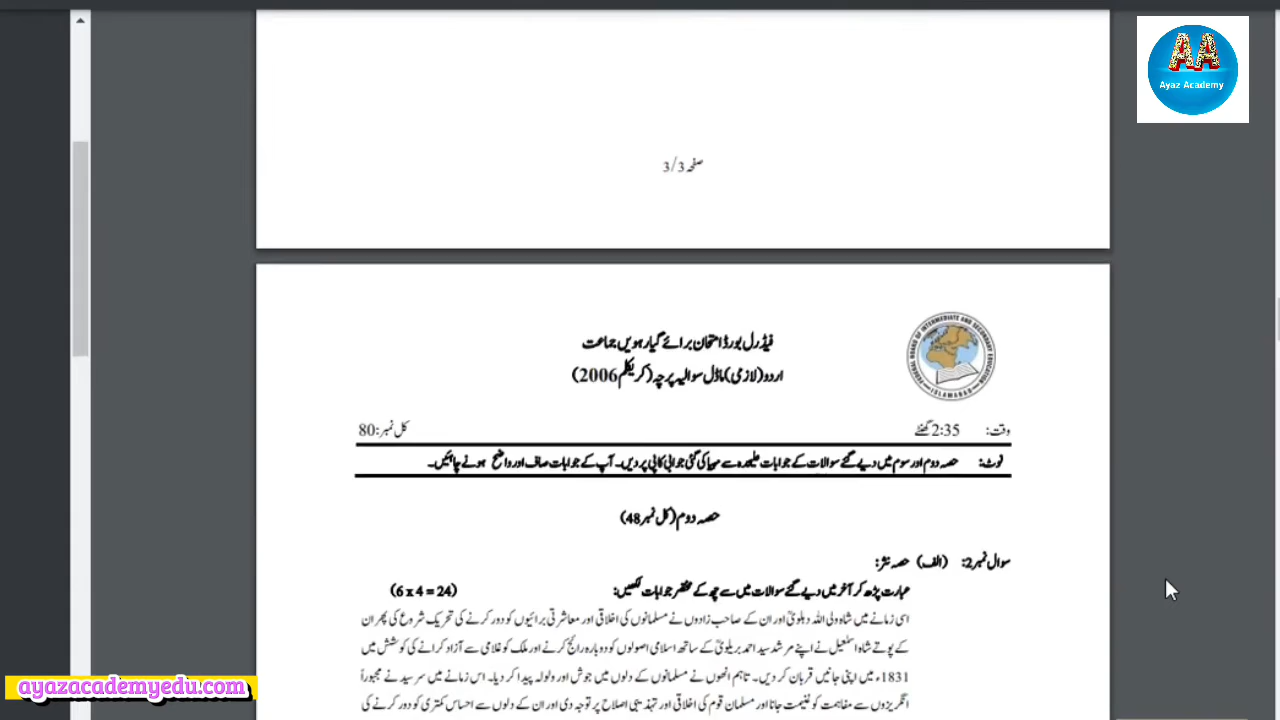 AA
Ayaz Academy
صفحہ 3/3
فیڈرل بورڈ امتحان برائے گیارہویں جماعت
اردو (لازمی) ماڈل سوالیہ پرچہ (کریکلم 2006)
FEDERAL BOARD OF INTERMEDIATE AND SECONDARY EDUCATION
ISLAMABAD
وقت: 2:35 گھنٹے کل نمبر: 80
نوٹ: حصہ دوم اور سوم میں دیے گئے سوالات کے جوابات علیحدہ سے مہیا کی گئی جوابی کاپی پر دیں۔ آپ کے جوابات صاف اور واضح ہونے چاہئیں۔
حصہ دوم (کل نمبر 48)
سوال نمبر 2: (الف) حصہ نثر:
عبارت پڑھ کر آخر میں دیے گئے سوالات میں سے چھ کے مختصر جوابات لکھیں: (6 x 4 = 24)
اسی زمانے میں شاہ ولی اللہ دہلویؒ اور ان کے صاحب زادوں نے مسلمانوں کی اخلاقی اور معاشرتی برائیوں کو دور کرنے کی تحریک شروع کی پھر ان
کے پوتے شاہ اسمٰعیل نے اپنے مرشد سید احمد بریلویؒ کے ساتھ اسلامی اصولوں کو دوبارہ رائج کرنے اور ملک کو غلامی سے آزاد کرانے کی کوشش میں
1831ء میں اپنی جانیں قربان کر دیں۔ تاہم انھوں نے مسلمانوں کے دلوں میں جوش اور ولولہ پیدا کر دیا۔ اس زمانے میں سر سید نے مجبوراً
انگریزوں سے مفاہمت کو غنیمت جانا اور مسلمان قوم کی اخلاقی اور تہذیبی اصلاح پر توجہ دی اور ان کے دلوں سے احساس کمتری کو دور کرنے کی
ayazacademyedu.com